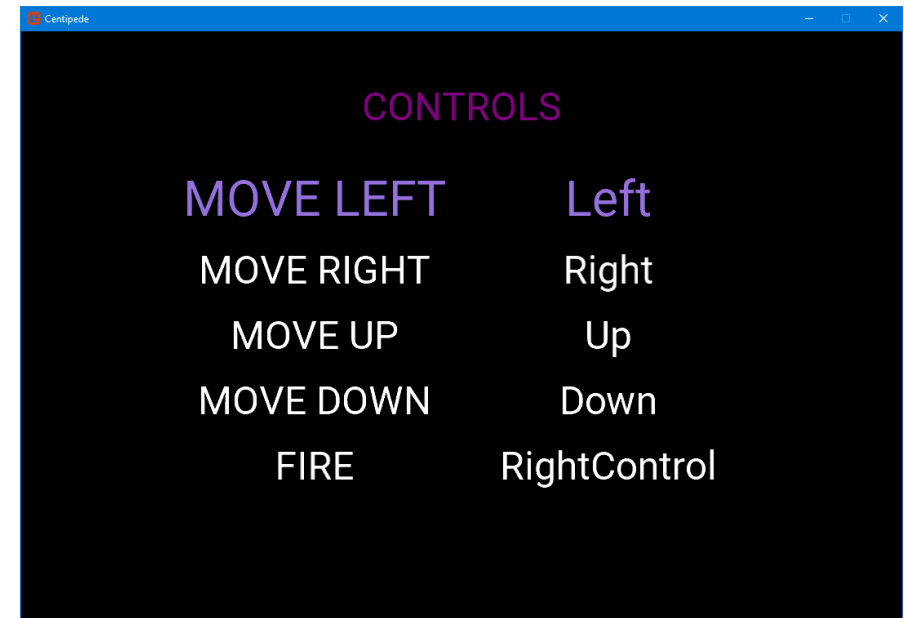 Centipede
CONTROLS
MOVE LEFT Left
MOVE RIGHT Right
MOVE UP Up
MOVE DOWN Down
FIRE RightControl